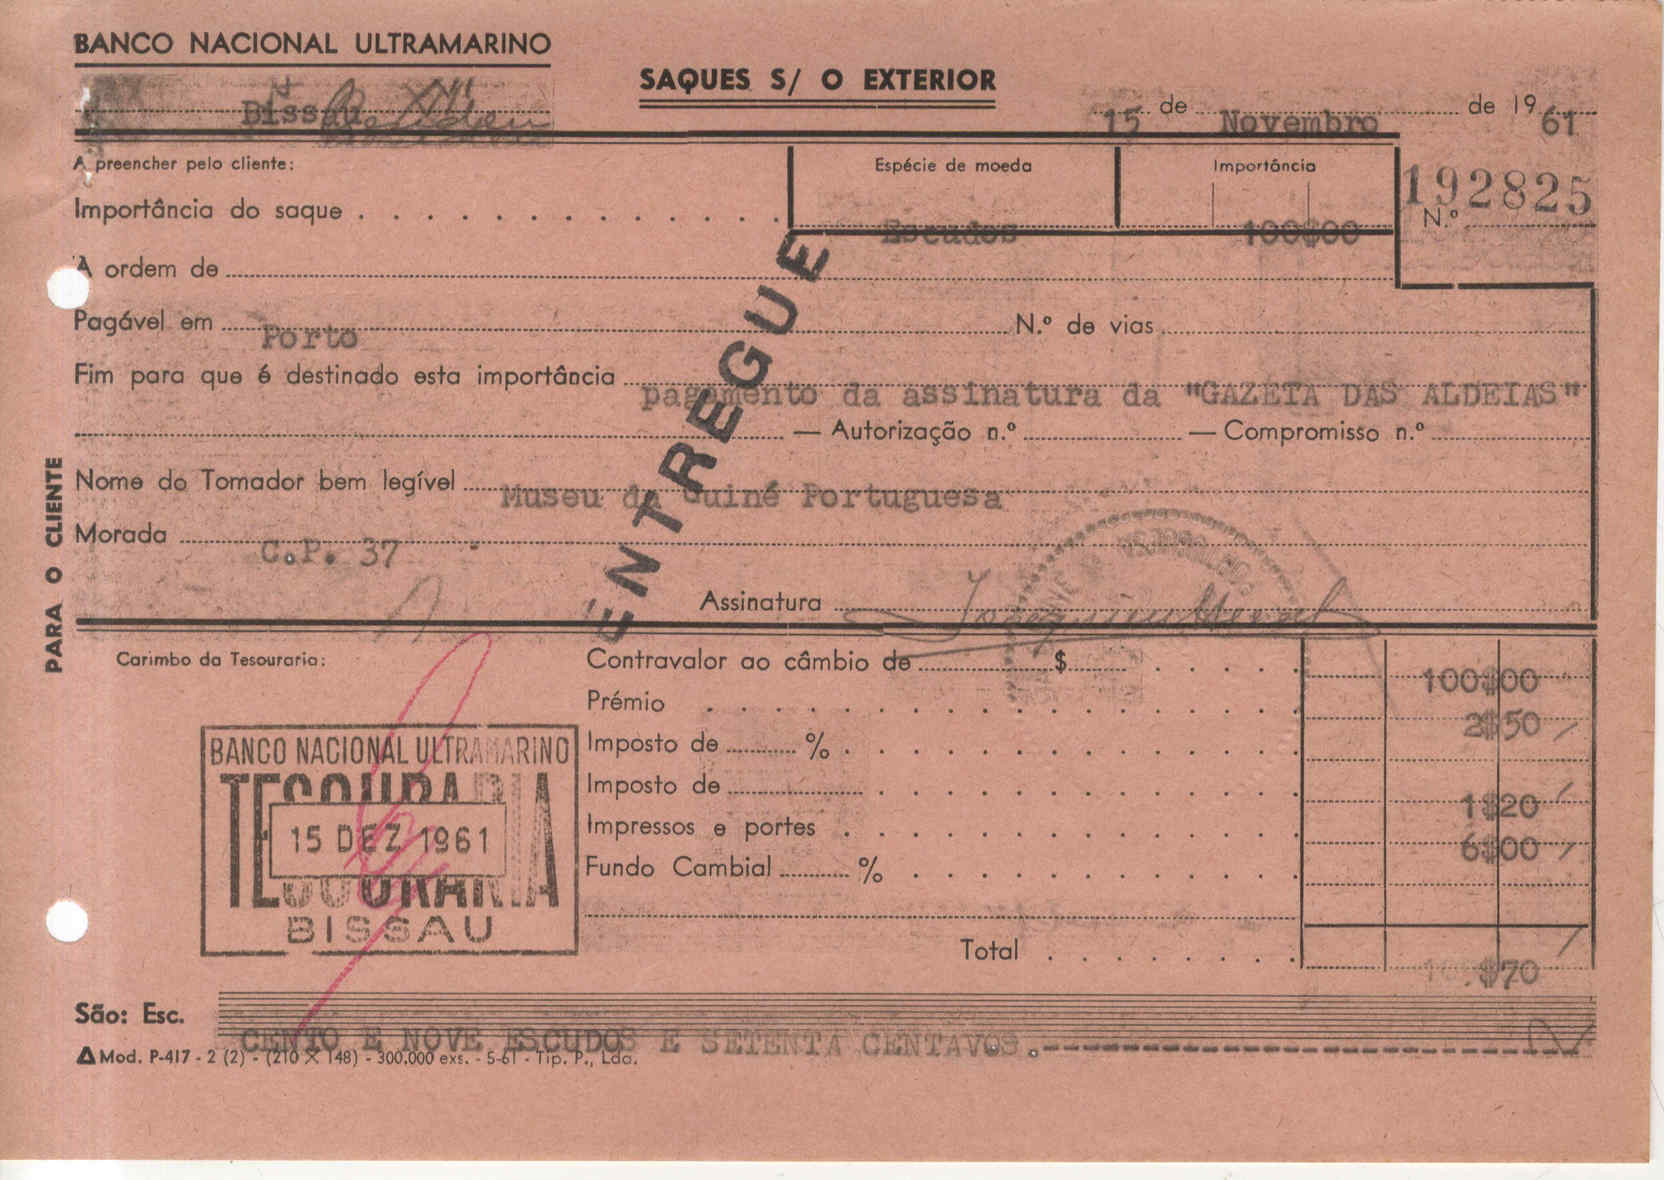 BANCO NACIONAL ULTRAMARINO
SAQUES S/ O EXTERIOR
Bissau
15 de Novembro de 1961
A preencher pelo cliente:
Espécie de moeda
Importância
192825
N.º
Importância do saque
Escudos
100$00
À ordem de
Pagável em Porto N.º de vias
Fim para que é destinado esta importância pagamento da assinatura da "GAZETA DAS ALDEIAS"
— Autorização n.º — Compromisso n.º
Nome do Tomador bem legível Museu da Guiné Portuguesa
Morada C.P. 37
Assinatura
ENTREGUE
PARA O CLIENTE
Carimbo da Tesouraria:
BANCO NACIONAL ULTRAMARINO
TESOURARIA
15 DEZ 1961
TESOURARIA
BISSAU
Contravalor ao câmbio de $ 100$00
Prémio 2$50
Imposto de %
Imposto de 1$20
Impressos e portes 6$00
Fundo Cambial %
Total $70
São: Esc. CENTO E NOVE ESCUDOS E SETENTA CENTAVOS.
Mod. P-417 - 2 (2) - (210 X 148) - 300.000 exs. - 5-61 - Tip. P., Lda.